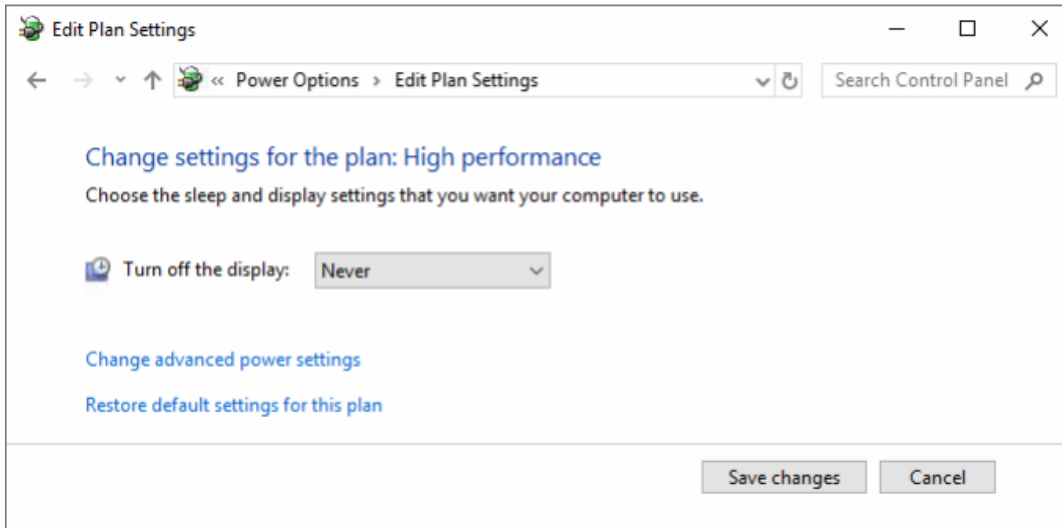 Edit Plan Settings
« Power Options › Edit Plan Settings Search Control Panel
Change settings for the plan: High performance
Choose the sleep and display settings that you want your computer to use.
Turn off the display: Never
Change advanced power settings
Restore default settings for this plan
Save changes Cancel